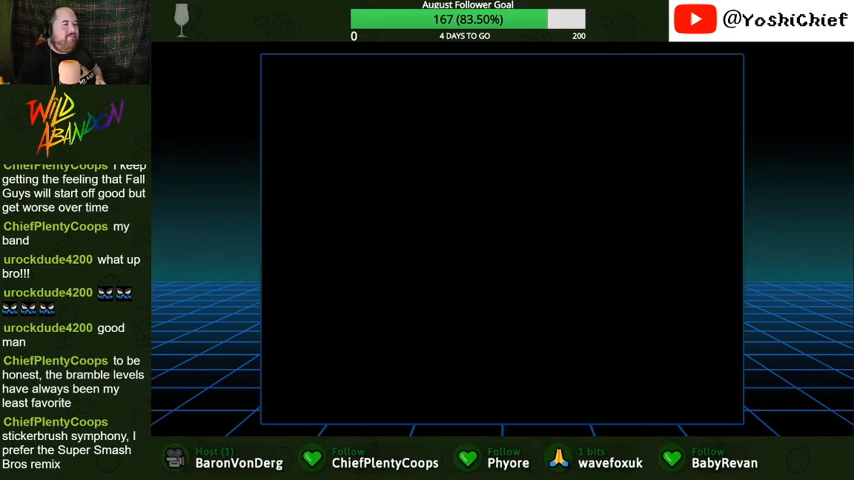 August Follower Goal
167 (83.50%)
0
4 DAYS TO GO
200
@YoshiChief
WILD
ABANDON
ChiefPlentyCoops I keep
getting the feeling that Fall
Guys will start off good but
get worse over time
ChiefPlentyCoops my
band
urockdude4200 what up
bro!!!
urockdude4200
urockdude4200 good
man
ChiefPlentyCoops to be
honest, the bramble levels
have always been my
least favorite
ChiefPlentyCoops
stickerbrush symphony, I
prefer the Super Smash
Bros remix
Host (1)
BaronVonDerg
Follow
ChiefPlentyCoops
Follow
Phyore
1 bits
wavefoxuk
Follow
BabyRevan